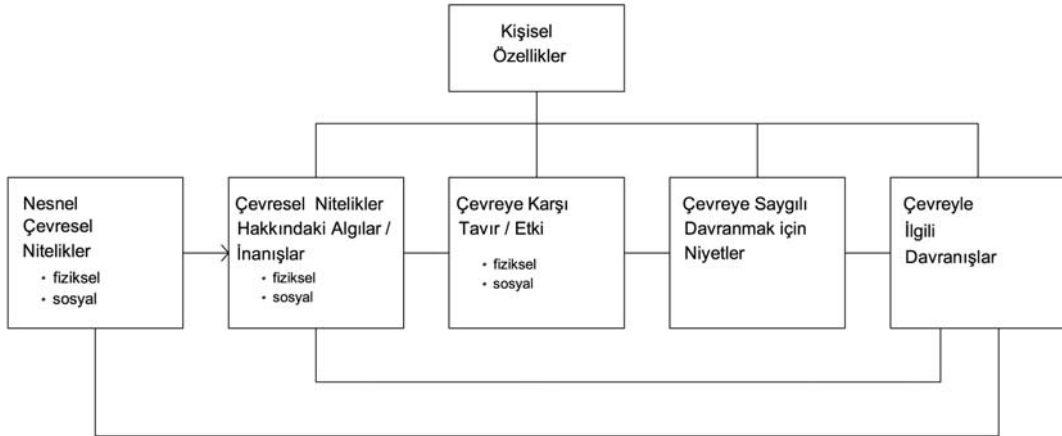 Kişisel
Özellikler
Nesnel
Çevresel
Nitelikler
• fiziksel
• sosyal
Çevresel Nitelikler
Hakkındaki Algılar /
İnanışlar
• fiziksel
• sosyal
Çevreye Karşı
Tavır / Etki
• fiziksel
• sosyal
Çevreye Saygılı
Davranmak için
Niyetler
Çevreyle
İlgili
Davranışlar